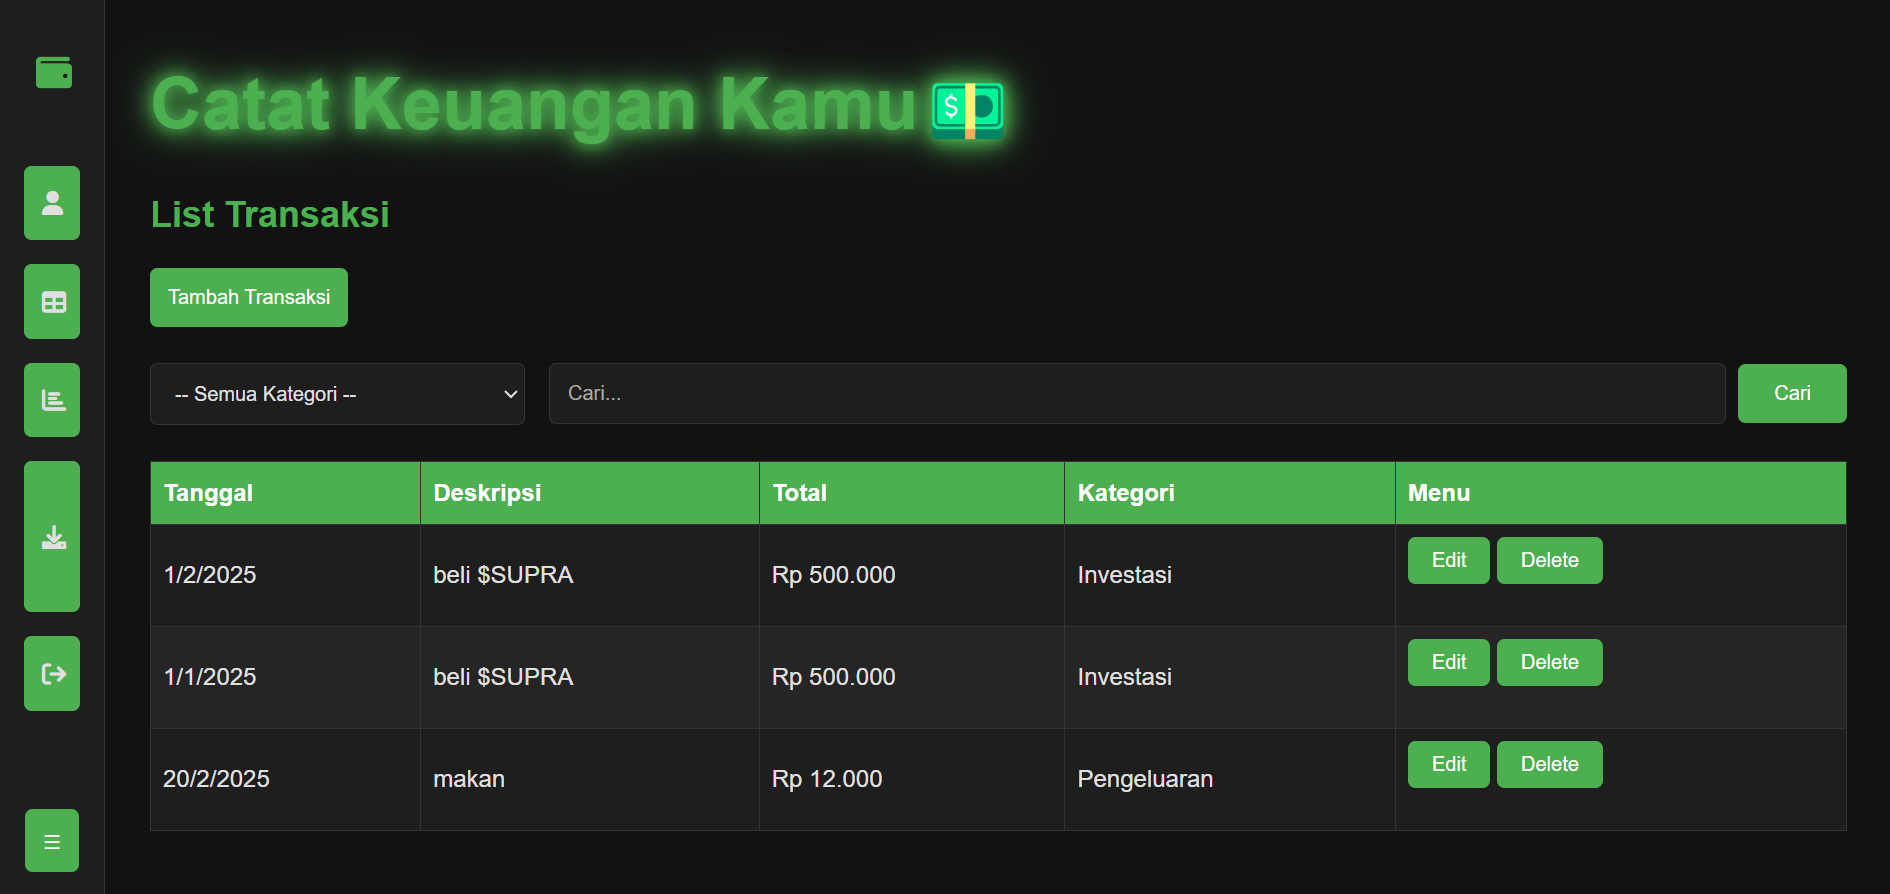 Catat Keuangan Kamu💵
List Transaksi
Tambah Transaksi
-- Semua Kategori --
Cari...
Cari
Tanggal Deskripsi Total Kategori Menu
1/2/2025 beli $SUPRA Rp 500.000 Investasi Edit Delete
1/1/2025 beli $SUPRA Rp 500.000 Investasi Edit Delete
20/2/2025 makan Rp 12.000 Pengeluaran Edit Delete